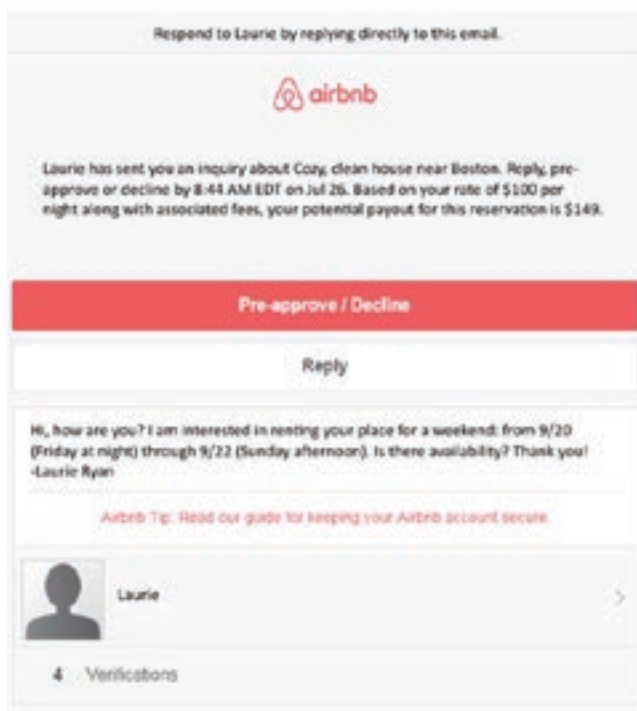 Respond to Laurie by replying directly to this email.
airbnb
Laurie has sent you an inquiry about Cozy, clean house near Boston. Reply, pre-
approve or decline by 8:44 AM EDT on Jul 26. Based on your rate of $100 per
night along with associated fees, your potential payout for this reservation is $149.
Pre-approve / Decline
Reply
Hi, how are you? I am interested in renting your place for a weekend: from 9/20
(Friday at night) through 9/22 (Sunday afternoon). Is there availability? Thank you!
-Laurie Ryan
Airbnb Tip: Read our guide for keeping your Airbnb account secure
Laurie
4 Verifications